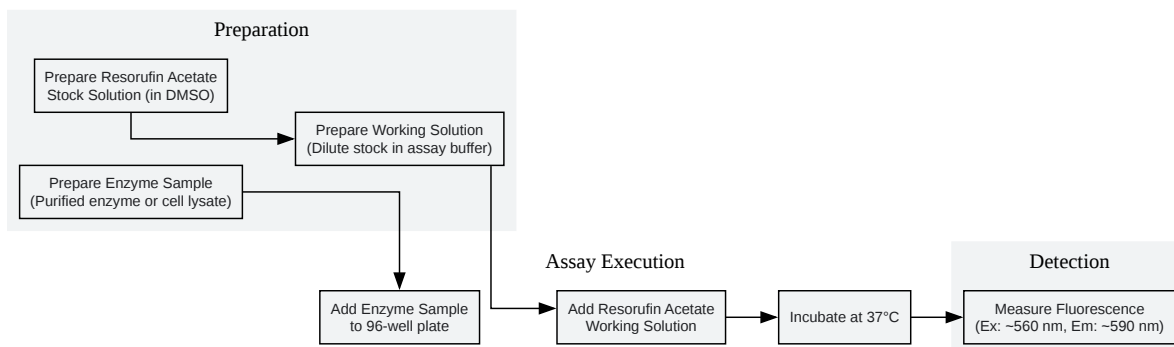 Preparation
Prepare Resorufin Acetate
Stock Solution (in DMSO)
Prepare Working Solution
(Dilute stock in assay buffer)
Prepare Enzyme Sample
(Purified enzyme or cell lysate)
Assay Execution
Detection
Add Enzyme Sample
to 96-well plate
Add Resorufin Acetate
Working Solution
Incubate at 37°C
Measure Fluorescence
(Ex: ~560 nm, Em: ~590 nm)